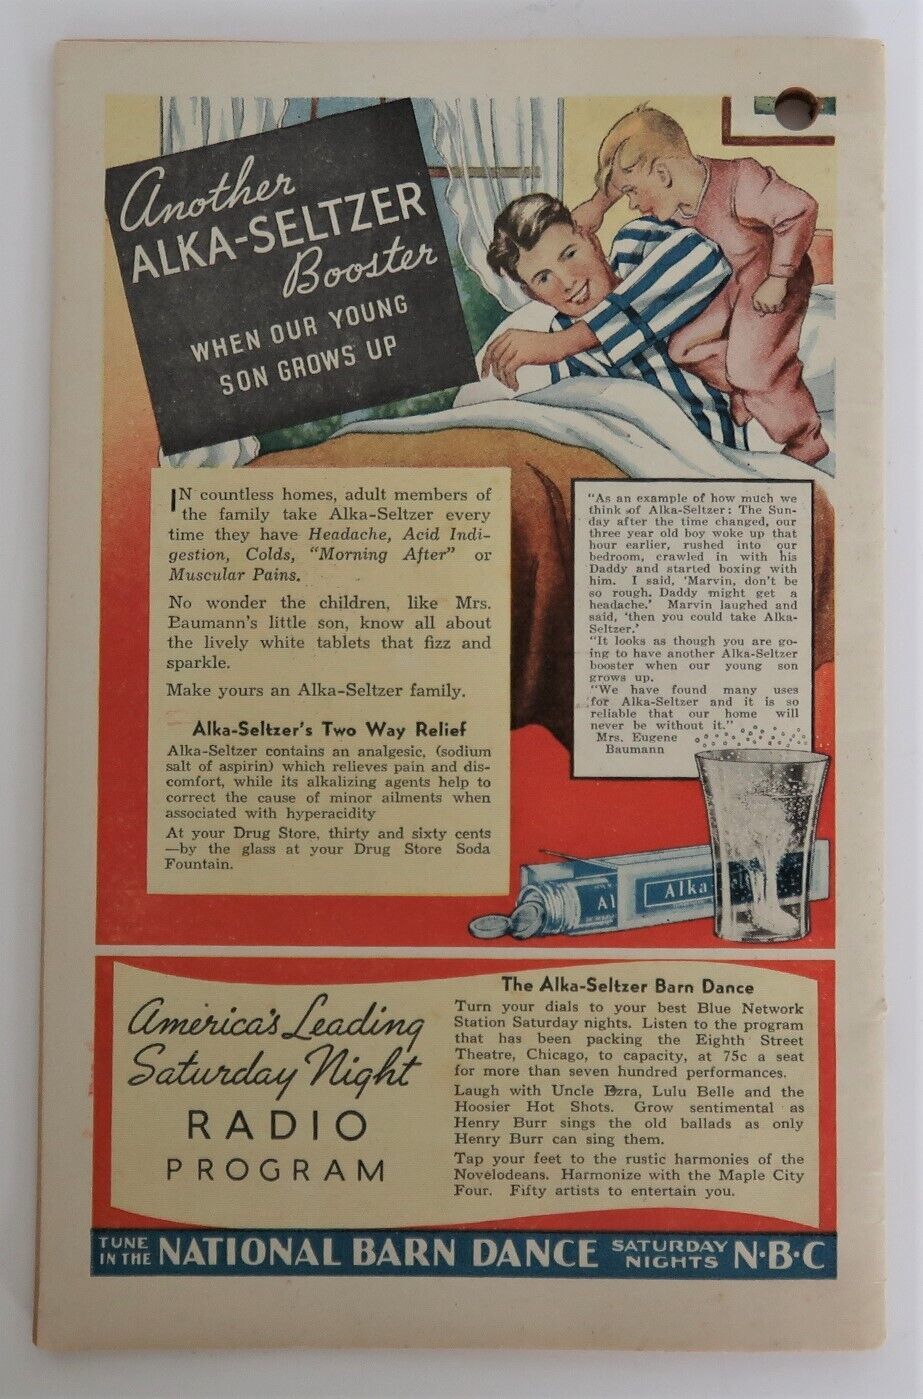 Another
ALKA-SELTZER
Booster
WHEN OUR YOUNG
SON GROWS UP
IN countless homes, adult members of
the family take Alka-Seltzer every
time they have Headache, Acid Indi-
gestion, Colds, "Morning After" or
Muscular Pains.
No wonder the children, like Mrs.
Baumann's little son, know all about
the lively white tablets that fizz and
sparkle.
Make yours an Alka-Seltzer family.
Alka-Seltzer's Two Way Relief
Alka-Seltzer contains an analgesic, (sodium
salt of aspirin) which relieves pain and dis-
comfort, while its alkalizing agents help to
correct the cause of minor ailments when
associated with hyperacidity
At your Drug Store, thirty and sixty cents
—by the glass at your Drug Store Soda
Fountain.
"As an example of how much we
think of Alka-Seltzer: The Sun-
day after the time changed, our
three year old boy woke up that
hour earlier, rushed into our
bedroom, crawled in with his
Daddy and started boxing with
him. I said, 'Marvin, don't be
so rough. Daddy might get a
headache.' Marvin laughed and
said, 'then you could take Alka-
Seltzer.'
"It looks as though you are go-
ing to have another Alka-Seltzer
booster when our young son
grows up.
"We have found many uses
for Alka-Seltzer and it is so
reliable that our home will
never be without it."
Mrs. Eugene
Baumann
Al
Alka
America's Leading
Saturday Night
RADIO
PROGRAM
The Alka-Seltzer Barn Dance
Turn your dials to your best Blue Network
Station Saturday nights. Listen to the program
that has been packing the Eighth Street
Theatre, Chicago, to capacity, at 75c a seat
for more than seven hundred performances.
Laugh with Uncle Ezra, Lulu Belle and the
Hoosier Hot Shots. Grow sentimental as
Henry Burr sings the old ballads as only
Henry Burr can sing them.
Tap your feet to the rustic harmonies of the
Novelodeans. Harmonize with the Maple City
Four. Fifty artists to entertain you.
TUNE IN THE NATIONAL BARN DANCE SATURDAY NIGHTS N·B·C